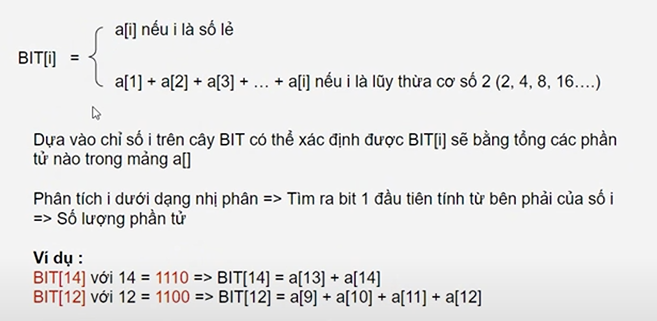 a[i] nếu i là số lẻ
BIT[i] =
a[1] + a[2] + a[3] + … + a[i] nếu i là lũy thừa cơ số 2 (2, 4, 8, 16….)
Dựa vào chỉ số i trên cây BIT có thể xác định được BIT[i] sẽ bằng tổng các phần
tử nào trong mảng a[]
Phân tích i dưới dạng nhị phân => Tìm ra bit 1 đầu tiên tính từ bên phải của số i
=> Số lượng phần tử
Ví dụ :
BIT[14] với 14 = 1110 => BIT[14] = a[13] + a[14]
BIT[12] với 12 = 1100 => BIT[12] = a[9] + a[10] + a[11] + a[12]